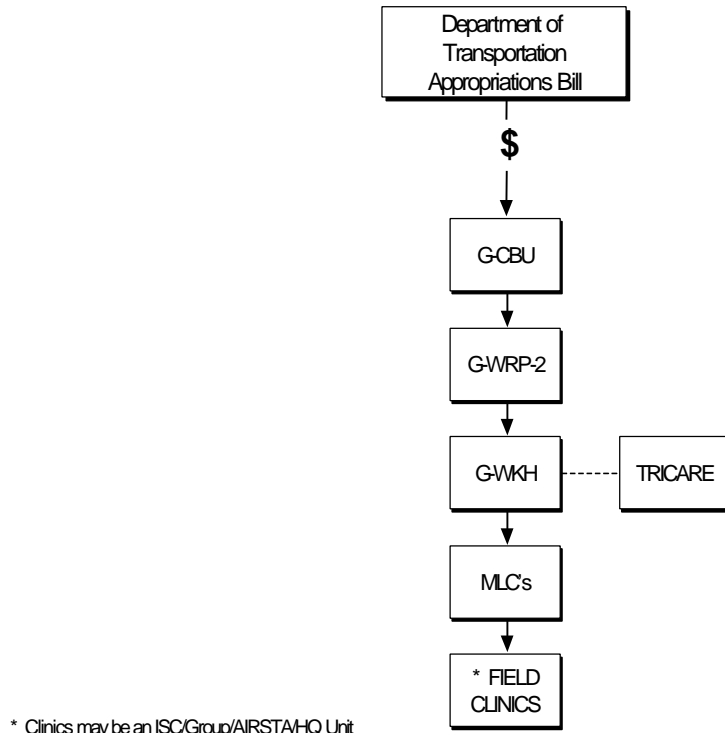 Department of
Transportation
Appropriations Bill
$
G-CBU
G-WRP-2
G-WKH
TRICARE
MLC's
* FIELD
CLINICS
* Clinics may be an ISC/Group/AIRSTA/HQ Unit